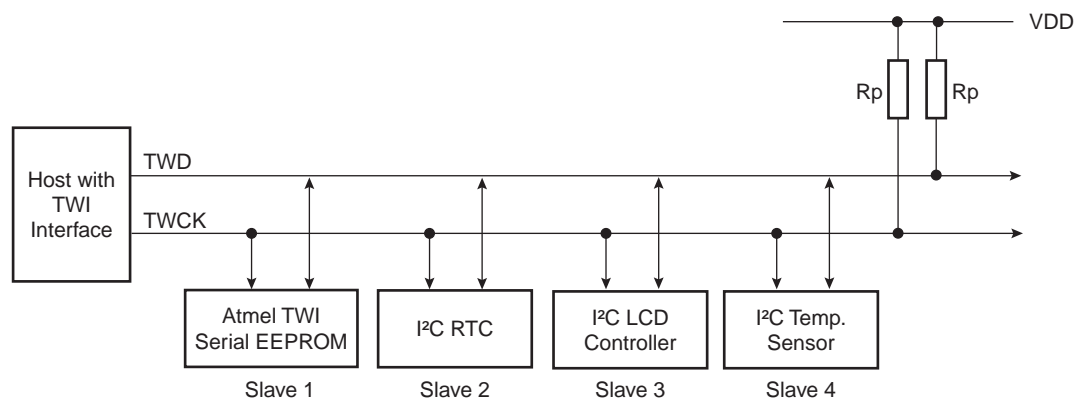 VDD
Rp
Rp
Host with
TWI
Interface
TWD
TWCK
Atmel TWI
Serial EEPROM
Slave 1
I²C RTC
Slave 2
I²C LCD
Controller
Slave 3
I²C Temp.
Sensor
Slave 4